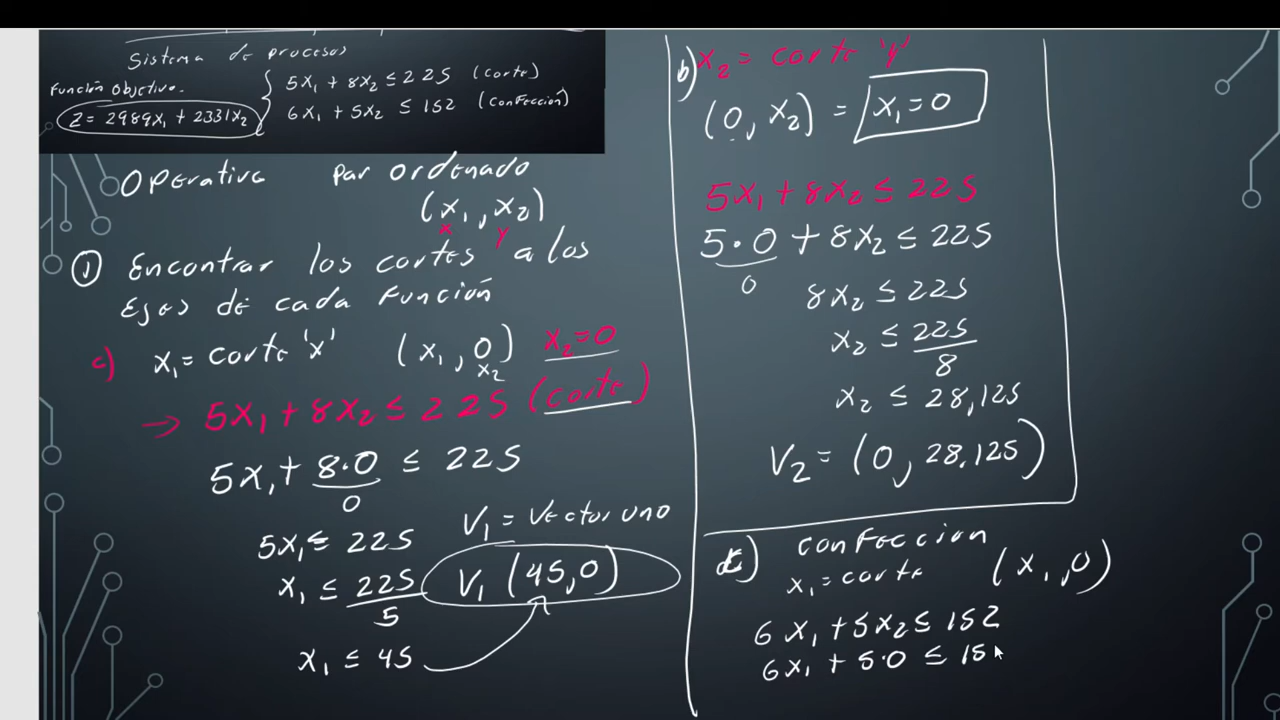 Sistema de procesos
Función Objetivo.
Z = 2989x₁ + 2331x₂
5x₁ + 8x₂ ≤ 225 (corte)
6x₁ + 5x₂ ≤ 152 (confección)
Operativa par ordenado
(x₁, x₂)
x y
① Encontrar los cortes a los
Ejes de cada función
x₁ = corte 'x' (x₁, 0) x₂=0
x₂
→ 5x₁ + 8x₂ ≤ 225 (corte)
5x₁ + 8·0 ≤ 225
0
5x₁ ≤ 225
x₁ ≤ 225/5
x₁ ≤ 45
V₁ = Vector uno
V₁ (45,0)
b) x₂ = corte 'y'
(0, x₂) = x₁=0
5x₁ + 8x₂ ≤ 225
5·0 + 8x₂ ≤ 225
0
8x₂ ≤ 225
x₂ ≤ 225/8
x₂ ≤ 28,125
V₂ = (0, 28.125)
confeccion
x₁ = corte (x₁,0)
6x₁ + 5x₂ ≤ 152
6x₁ + 5·0 ≤ 15